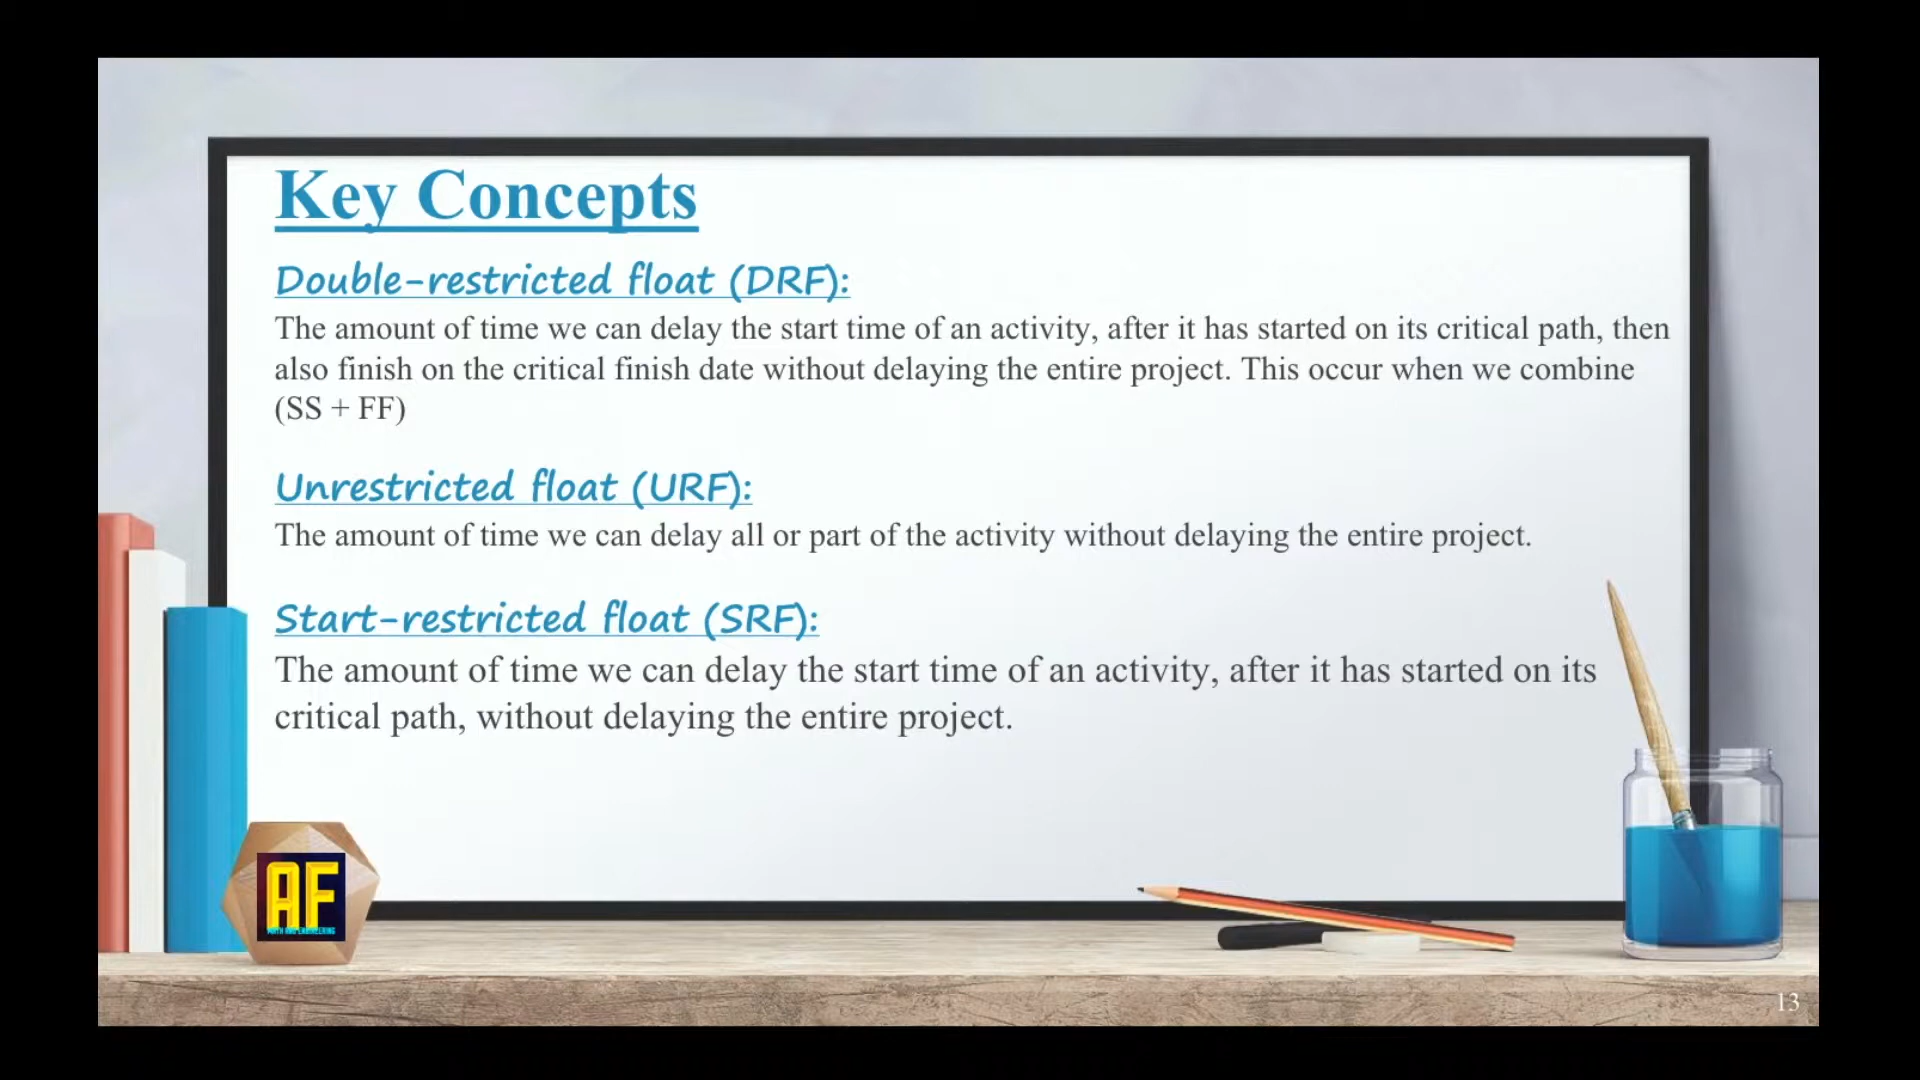 Key Concepts
Double-restricted float (DRF):
The amount of time we can delay the start time of an activity, after it has started on its critical path, then
also finish on the critical finish date without delaying the entire project. This occur when we combine
(SS + FF)
Unrestricted float (URF):
The amount of time we can delay all or part of the activity without delaying the entire project.
Start-restricted float (SRF):
The amount of time we can delay the start time of an activity, after it has started on its
critical path, without delaying the entire project.
AF
13